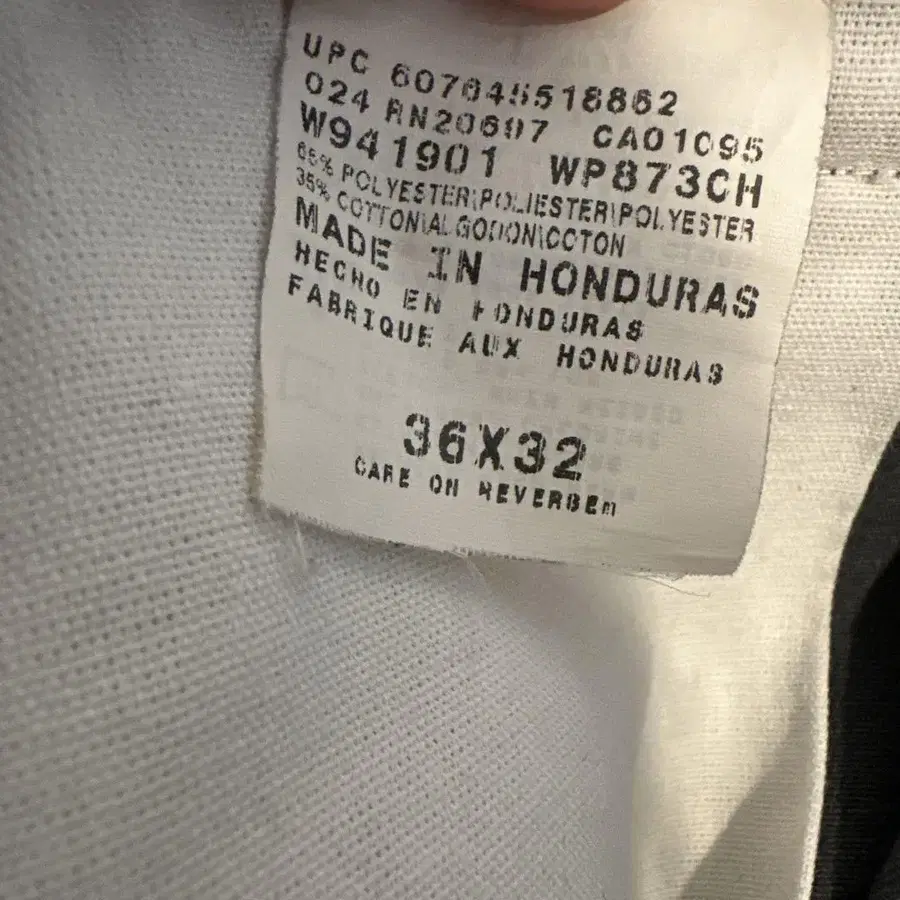 UPC 607645518862
024 RN20697 CA01095
W941901 WP873CH
65% POLYESTER\POLIESTER\POLYESTER
35% COTTON\ALGODON\COTON
MADE IN HONDURAS
HECHO EN HONDURAS
FABRIQUE AUX HONDURAS
36X32
CARE ON REVERSE